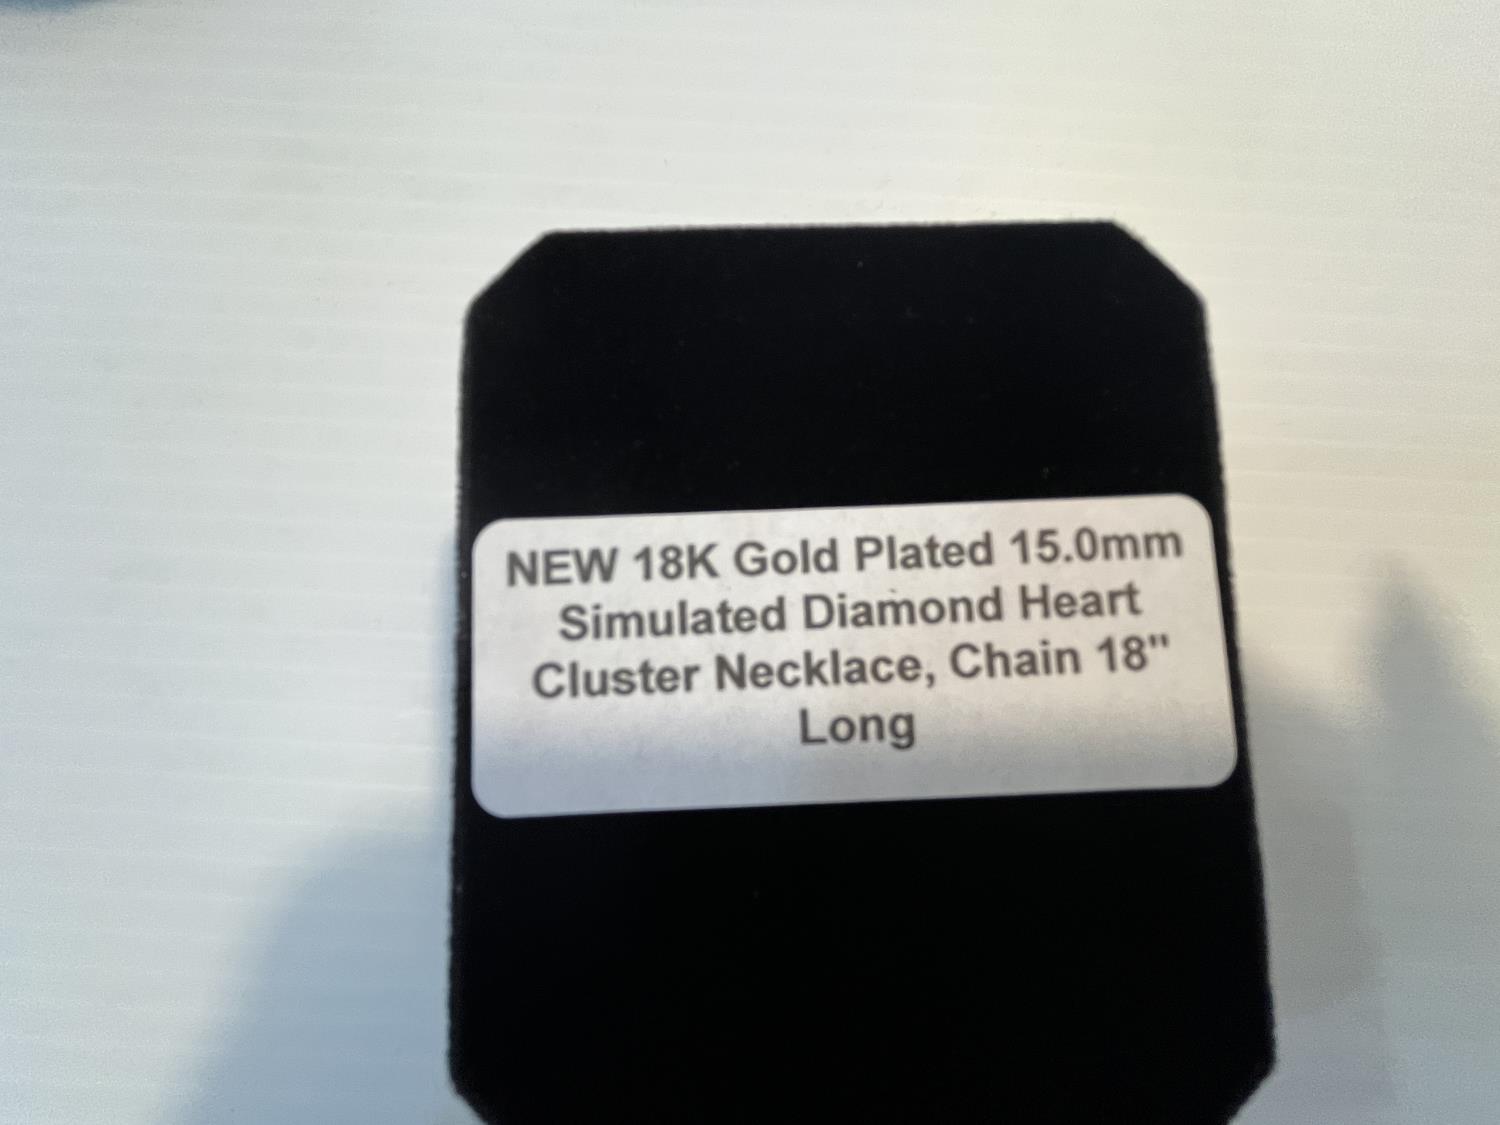 NEW 18K Gold Plated 15.0mm
Simulated Diamond Heart
Cluster Necklace, Chain 18"
Long